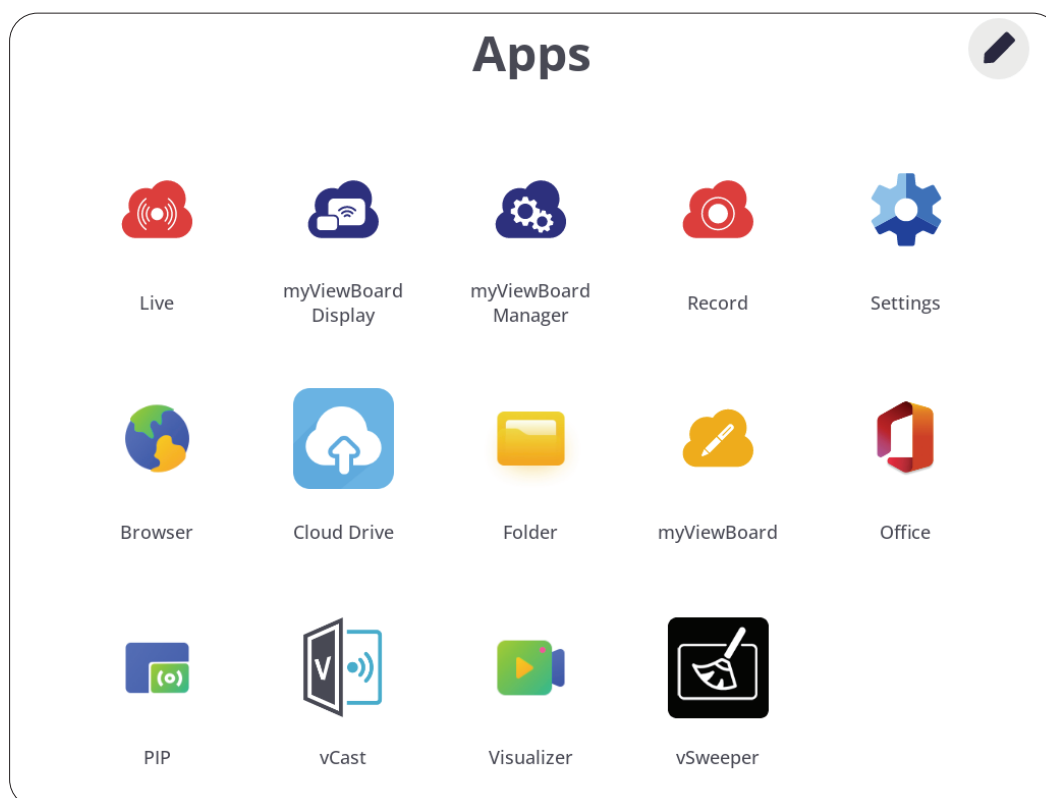 Apps
Live
myViewBoard
Display
myViewBoard
Manager
Record
Settings
Browser
Cloud Drive
Folder
myViewBoard
Office
PIP
V
vCast
Visualizer
vSweeper